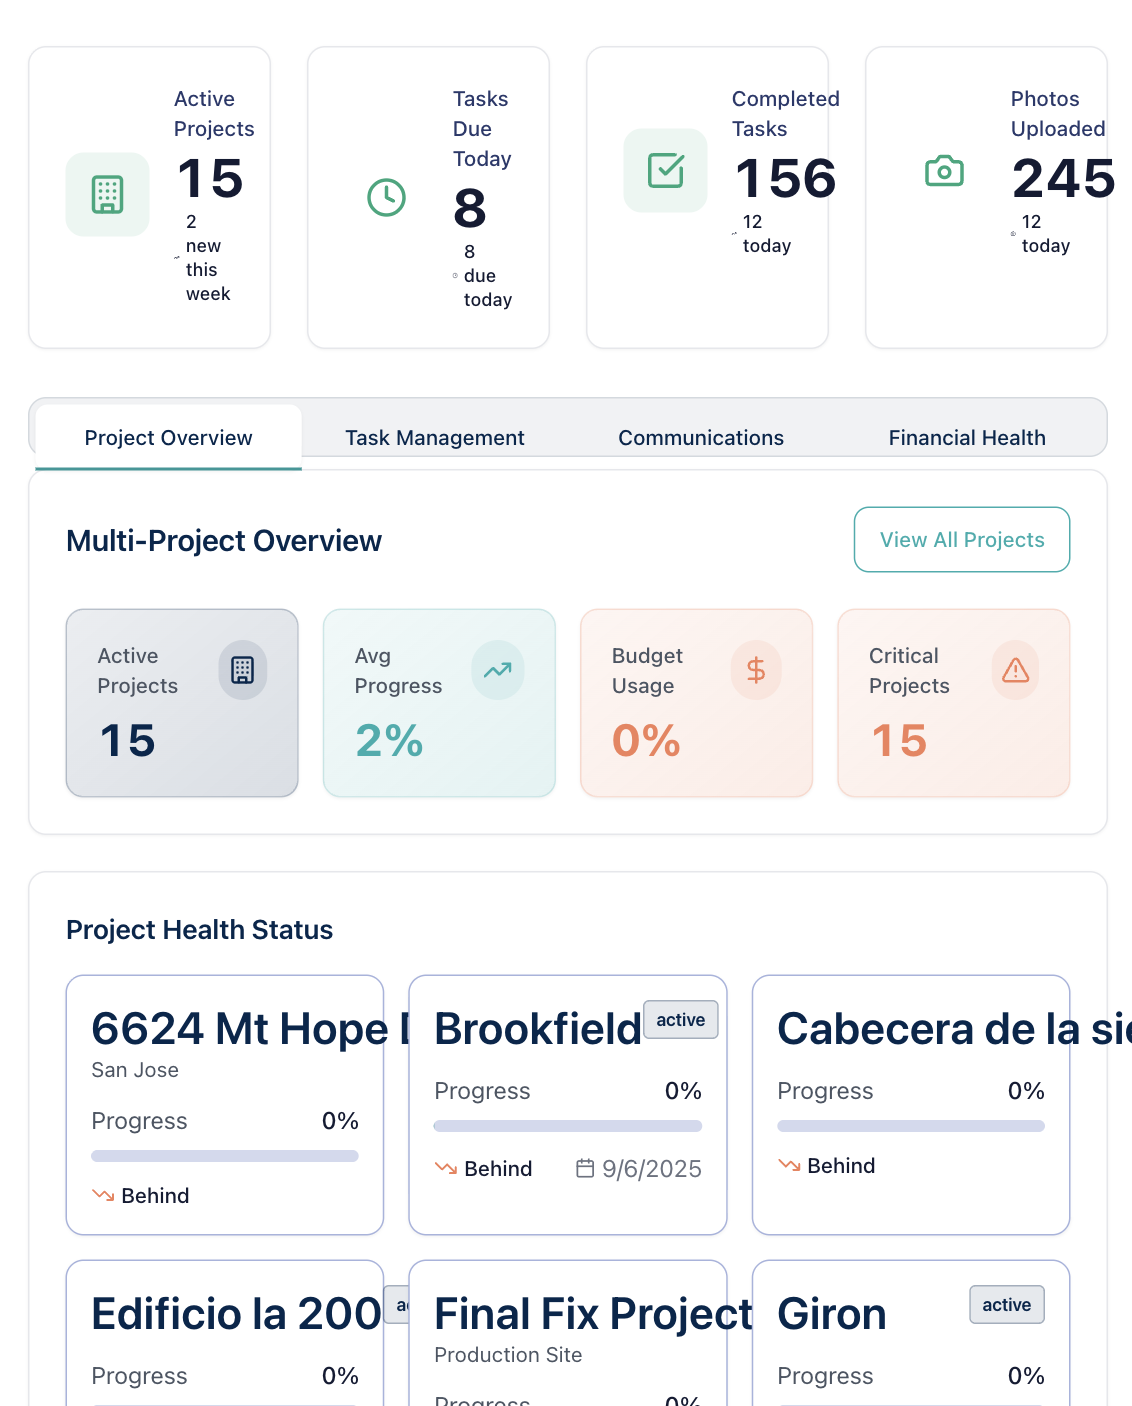 Active
Projects
15
2
new
this
week
Tasks
Due
Today
8
8
due
today
Completed
Tasks
156
12
today
Photos
Uploaded
245
12
today
Project Overview
Task Management
Communications
Financial Health
Multi-Project Overview
View All Projects
Active
Projects
15
Avg
Progress
2%
Budget
Usage
0%
Critical
Projects
15
Project Health Status
6624 Mt Hope
San Jose
Progress 0%
Behind
Brookfield active
Progress 0%
Behind 9/6/2025
Cabecera de la
Progress 0%
Behind
Edificio la 200
Progress 0%
Final Fix Project
Production Site
Progress 0%
Giron active
Progress 0%